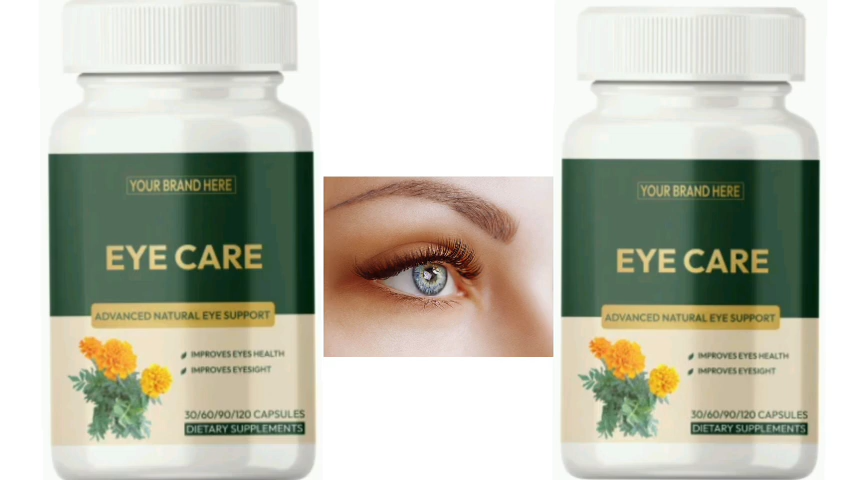 YOUR BRAND HERE
EYE CARE
ADVANCED NATURAL EYE SUPPORT
IMPROVES EYES HEALTH
IMPROVES EYESIGHT
30/60/90/120 CAPSULES
DIETARY SUPPLEMENTS
YOUR BRAND HERE
EYE CARE
ADVANCED NATURAL EYE SUPPORT
IMPROVES EYES HEALTH
IMPROVES EYESIGHT
30/60/90/120 CAPSULES
DIETARY SUPPLEMENTS